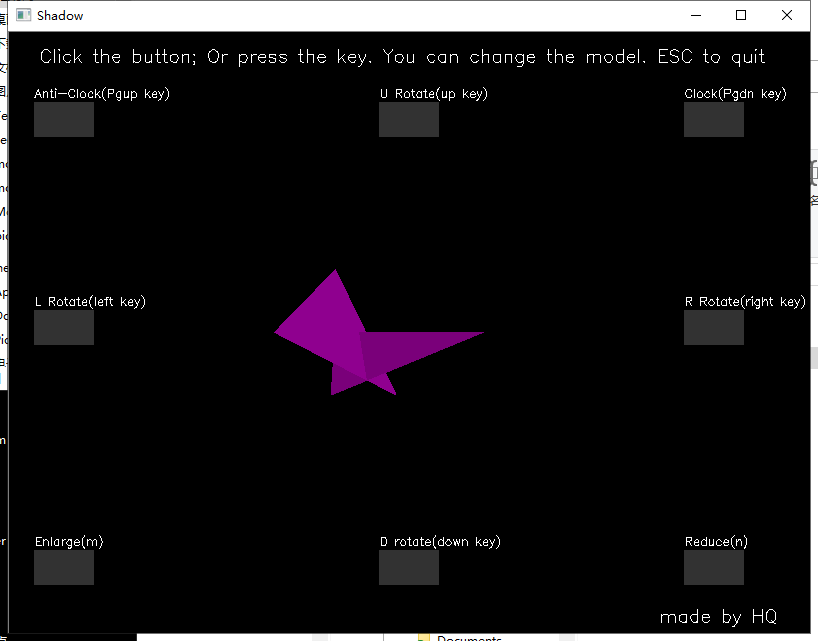 Shadow
Click the button; Or press the key. You can change the model. ESC to quit
Anti-Clock(Pgup key)
U Rotate(up key)
Clock(Pgdn key)
L Rotate(left key)
R Rotate(right key)
Enlarge(m)
D rotate(down key)
Reduce(n)
made by HQ
Documents